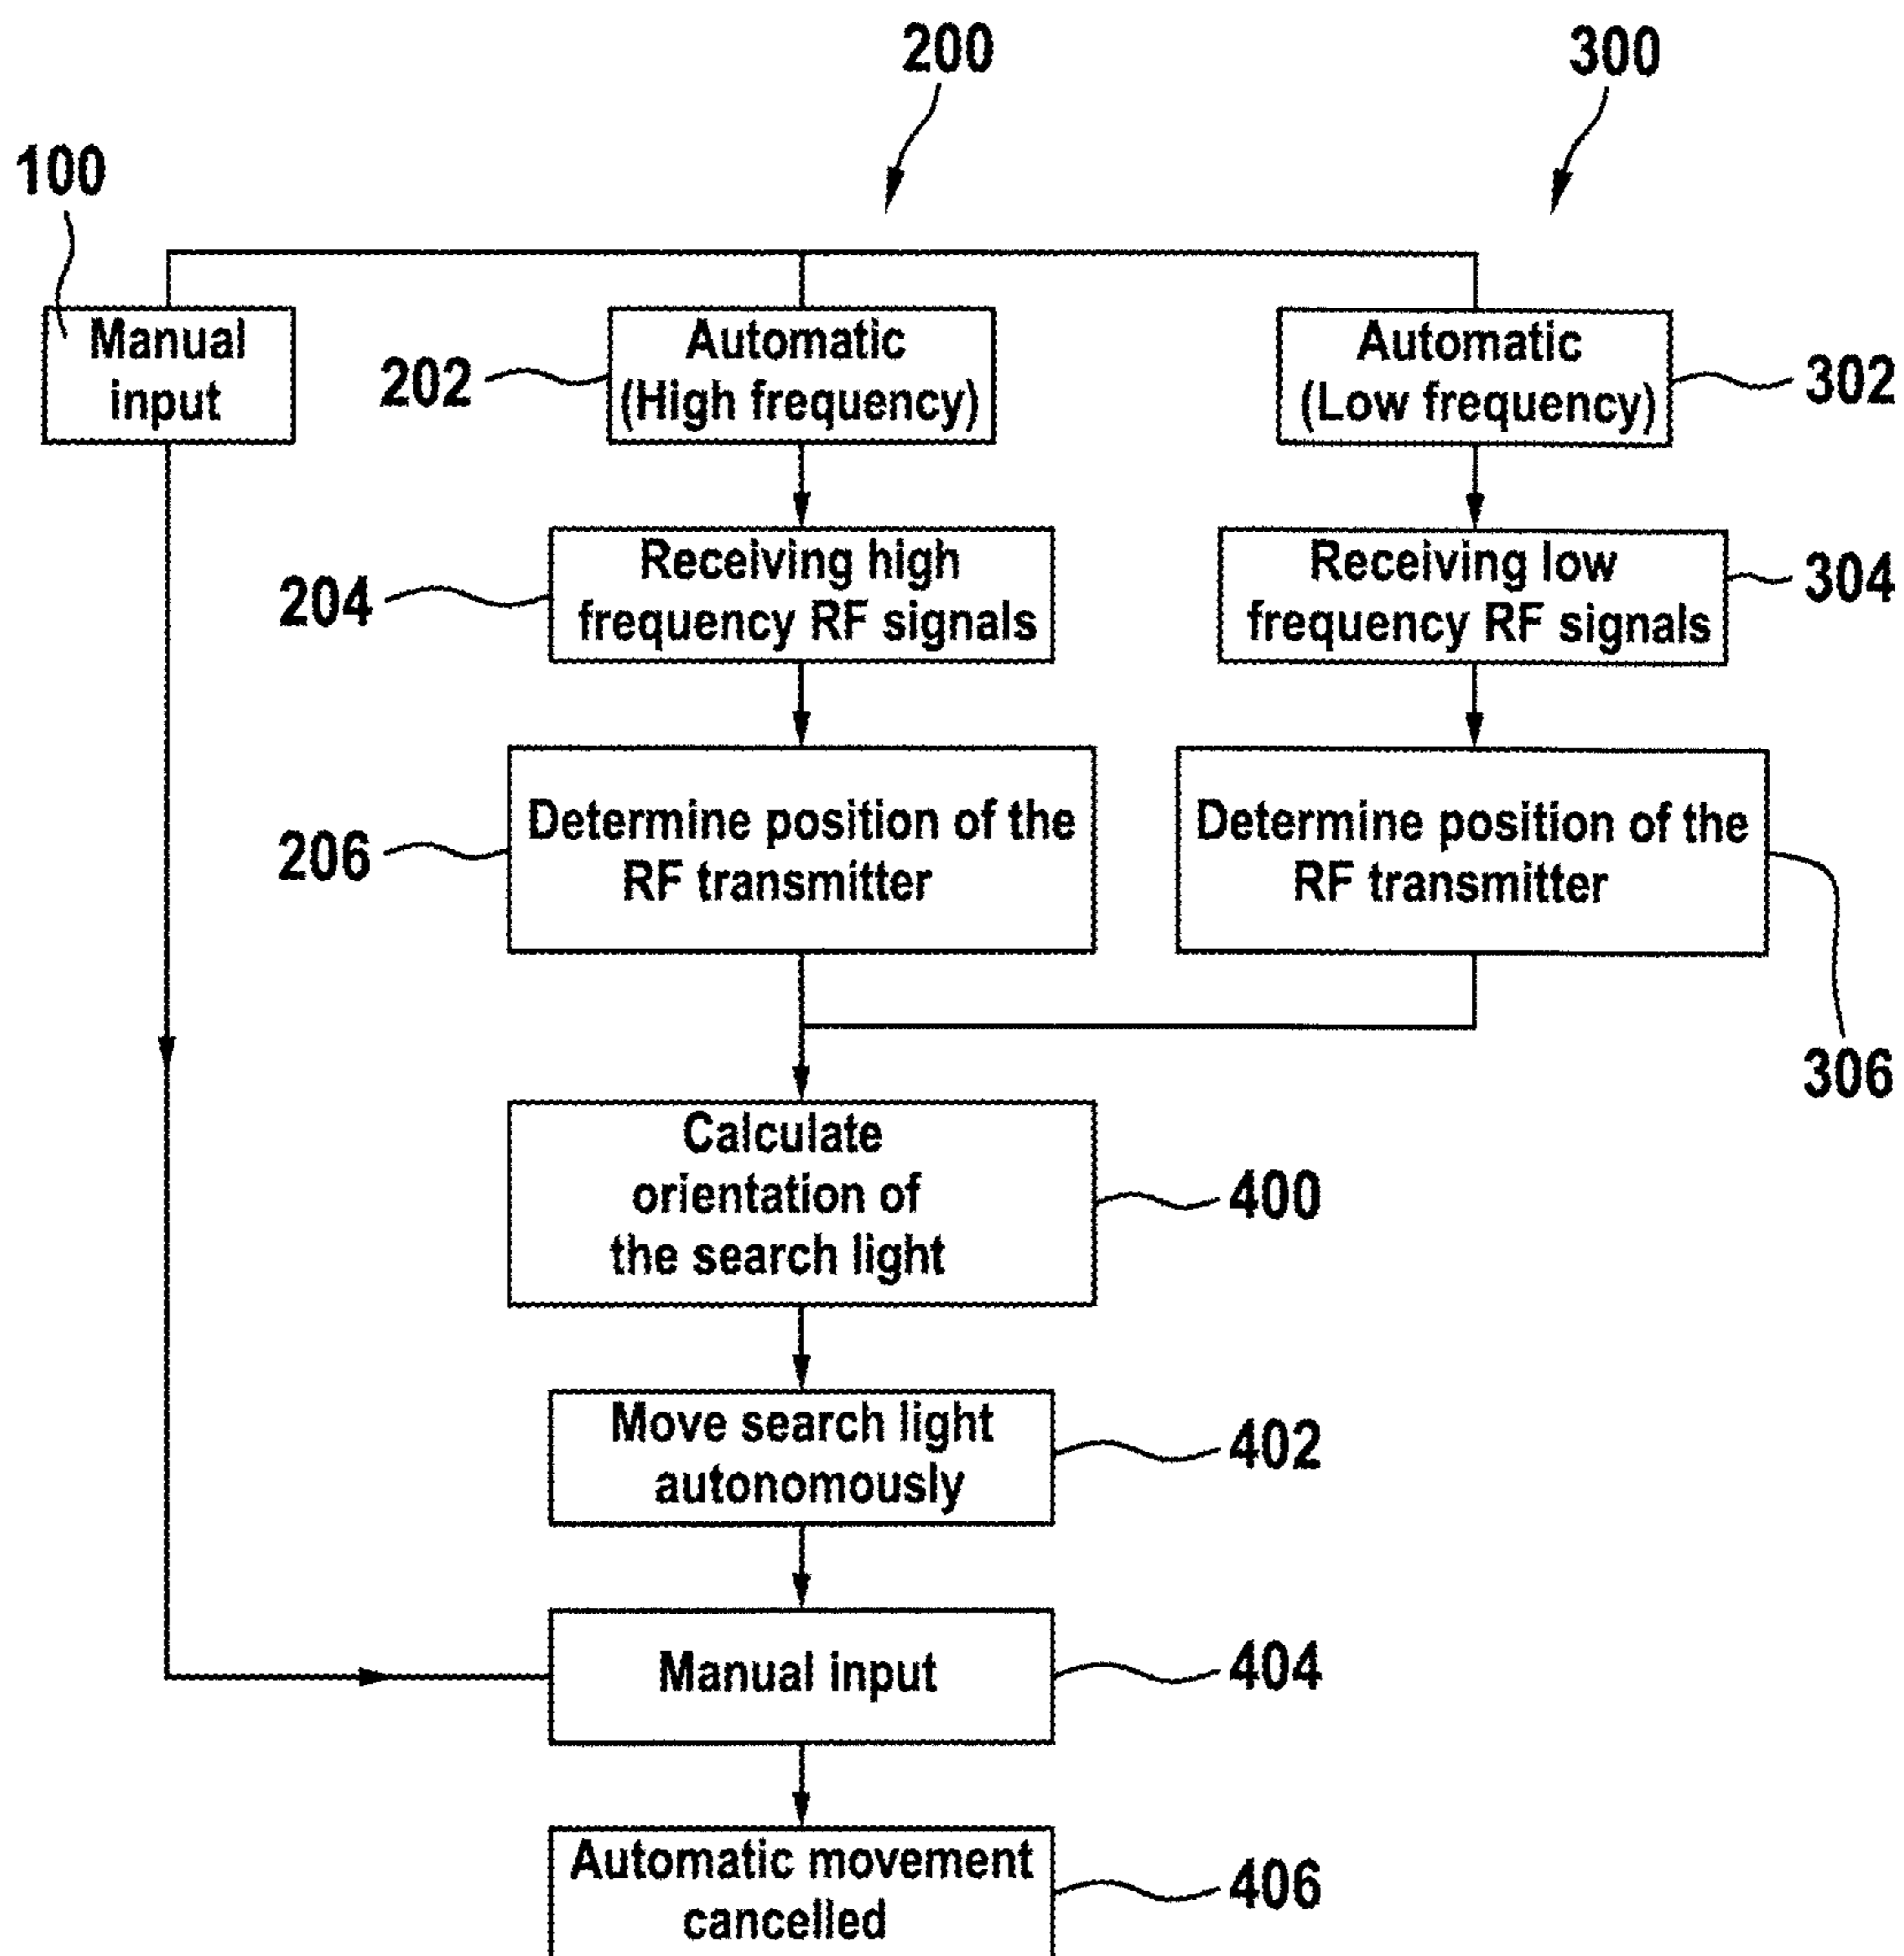 200
300
100
Manual
input
202
Automatic
(High frequency)
Automatic
(Low frequency)
302
204
Receiving high
frequency RF signals
Receiving low
frequency RF signals
304
206
Determine position of the
RF transmitter
Determine position of the
RF transmitter
306
Calculate
orientation of
the search light
400
Move search light
autonomously
402
Manual input
404
Automatic movement
cancelled
406